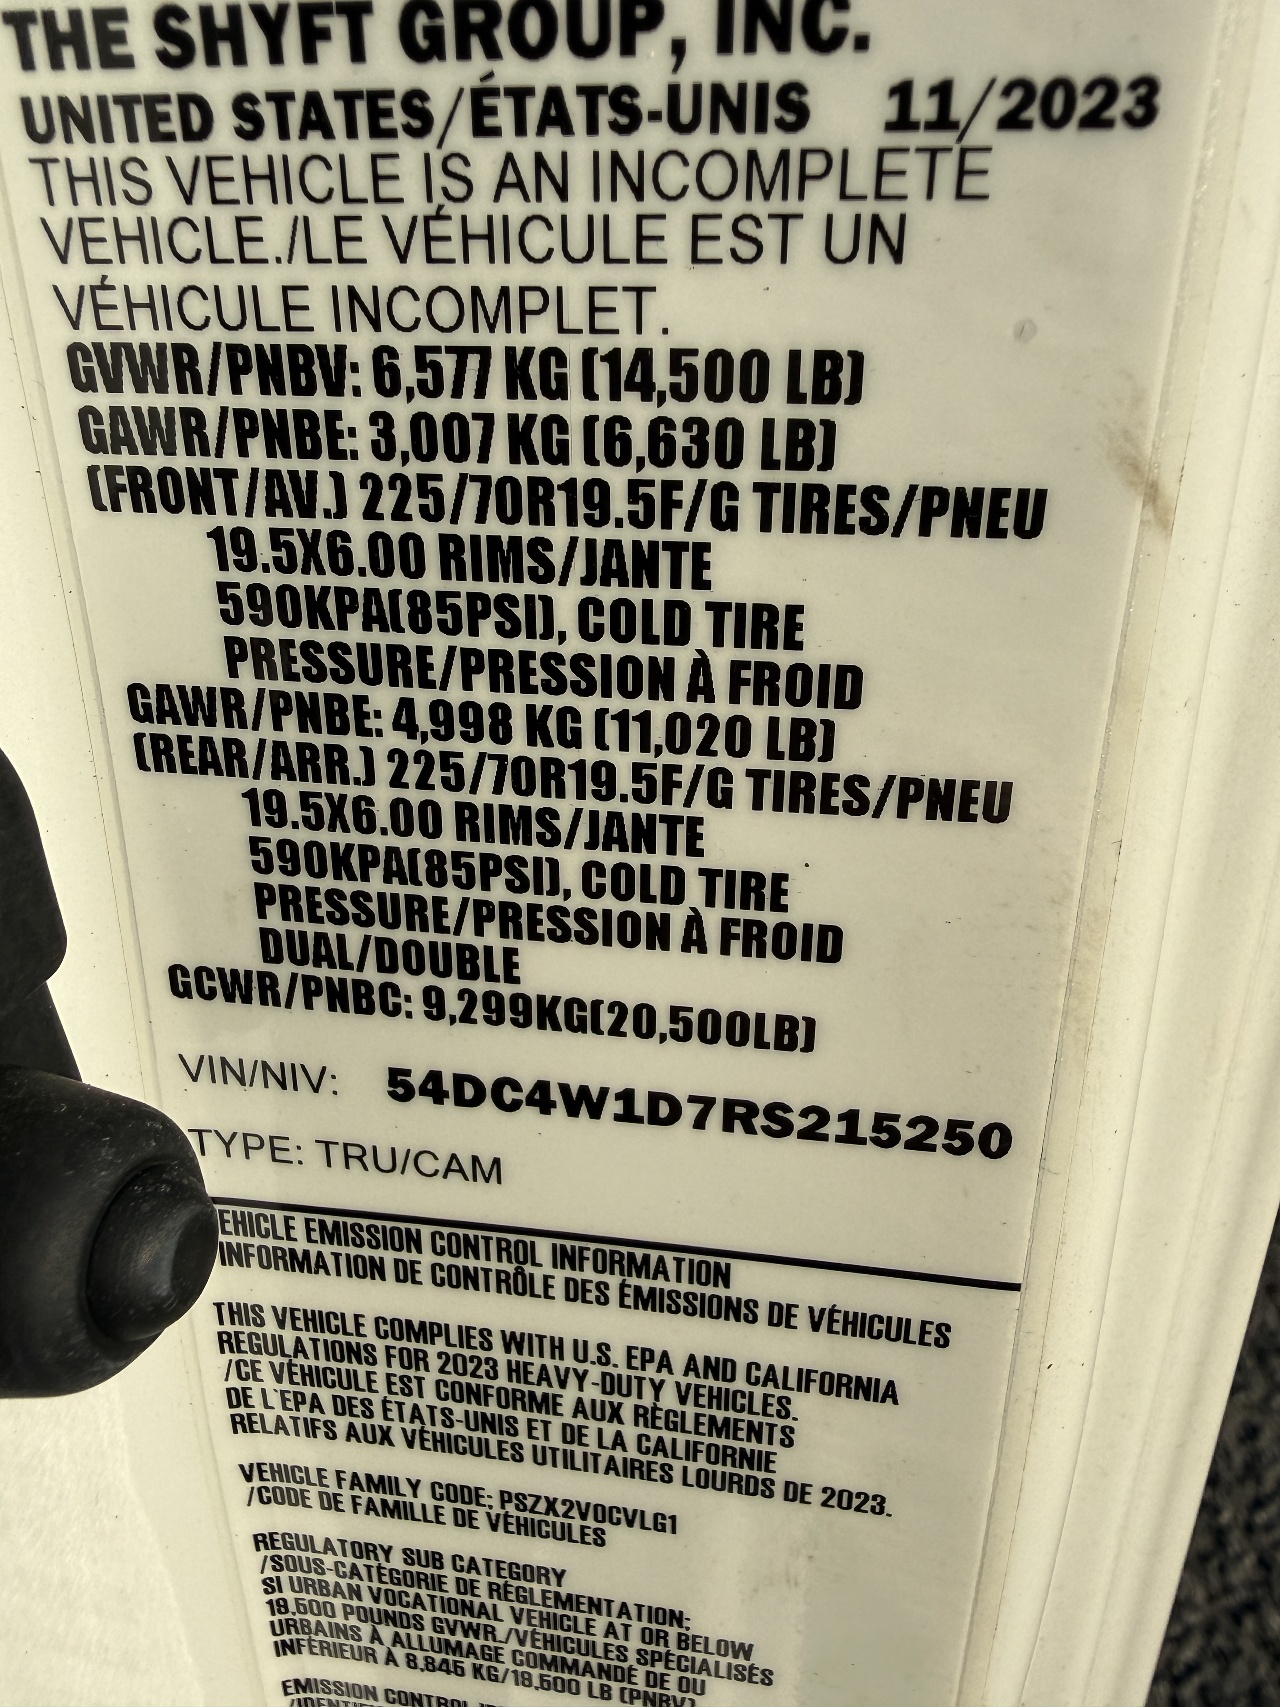 THE SHYFT GROUP, INC.
UNITED STATES/ÉTATS-UNIS 11/2023
THIS VEHICLE IS AN INCOMPLETE
VEHICLE./LE VÉHICULE EST UN
VÉHICULE INCOMPLET.
GVWR/PNBV: 6,577 KG (14,500 LB)
GAWR/PNBE: 3,007 KG (6,630 LB)
(FRONT/AV.) 225/70R19.5F/G TIRES/PNEU
19.5X6.00 RIMS/JANTE
590KPA(85PSI), COLD TIRE
PRESSURE/PRESSION À FROID
GAWR/PNBE: 4,998 KG (11,020 LB)
(REAR/ARR.) 225/70R19.5F/G TIRES/PNEU
19.5X6.00 RIMS/JANTE
590KPA(85PSI), COLD TIRE
PRESSURE/PRESSION À FROID
DUAL/DOUBLE
GCWR/PNBC: 9,299KG(20,500LB)
VIN/NIV: 54DC4W1D7RS215250
TYPE: TRU/CAM
EHICLE EMISSION CONTROL INFORMATION
INFORMATION DE CONTRÔLE DES ÉMISSIONS DE VÉHICULES
THIS VEHICLE COMPLIES WITH U.S. EPA AND CALIFORNIA
REGULATIONS FOR 2023 HEAVY-DUTY VEHICLES.
/CE VÉHICULE EST CONFORME AUX RÈGLEMENTS
DE L'EPA DES ÉTATS-UNIS ET DE LA CALIFORNIE
RELATIFS AUX VÉHICULES UTILITAIRES LOURDS DE 2023.
VEHICLE FAMILY CODE: PSZX2VOCVLG1
/CODE DE FAMILLE DE VÉHICULES
REGULATORY SUB CATEGORY
/SOUS-CATÉGORIE DE RÉGLEMENTATION:
SI URBAN VOCATIONAL VEHICLE AT OR BELOW
19,500 POUNDS GVWR./VÉHICULES SPÉCIALISÉS
URBAINS À ALLUMAGE COMMANDÉ DE OU
INFÉRIEUR À 8,845 KG/19,500 LB (PNBV)
EMISSION CONTROL